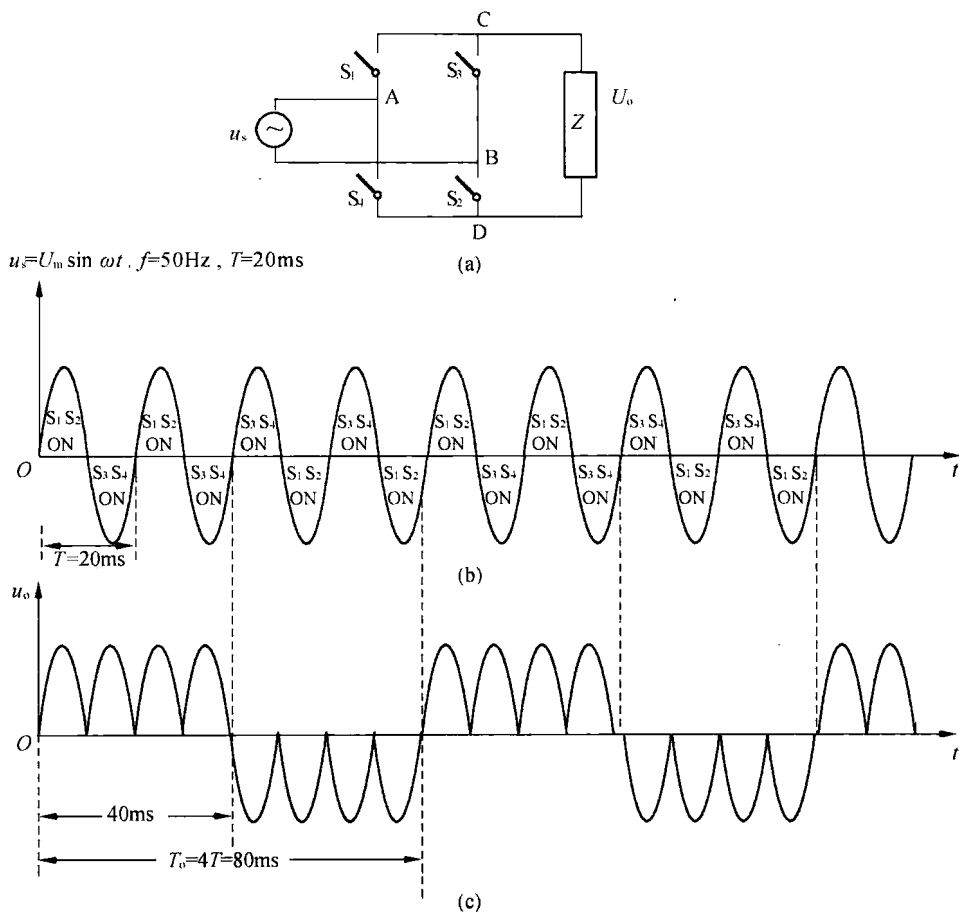 C
S₁
S₃
A
uₛ
B
Z
Uₒ
S₄
S₂
D
(a)
uₛ=Uₘ sin ωt . f=50Hz , T=20ms
S₁ S₂ ON
S₁ S₂ ON
S₃ S₄ ON
S₃ S₄ ON
S₁ S₂ ON
S₁ S₂ ON
S₃ S₄ ON
S₃ S₄ ON
O
S₃ S₄ ON
S₃ S₄ ON
S₁ S₂ ON
S₁ S₂ ON
S₃ S₄ ON
S₃ S₄ ON
S₁ S₂ ON
S₁ S₂ ON
t
T=20ms
(b)
uₒ
O
t
40ms
Tₒ=4T=80ms
(c)